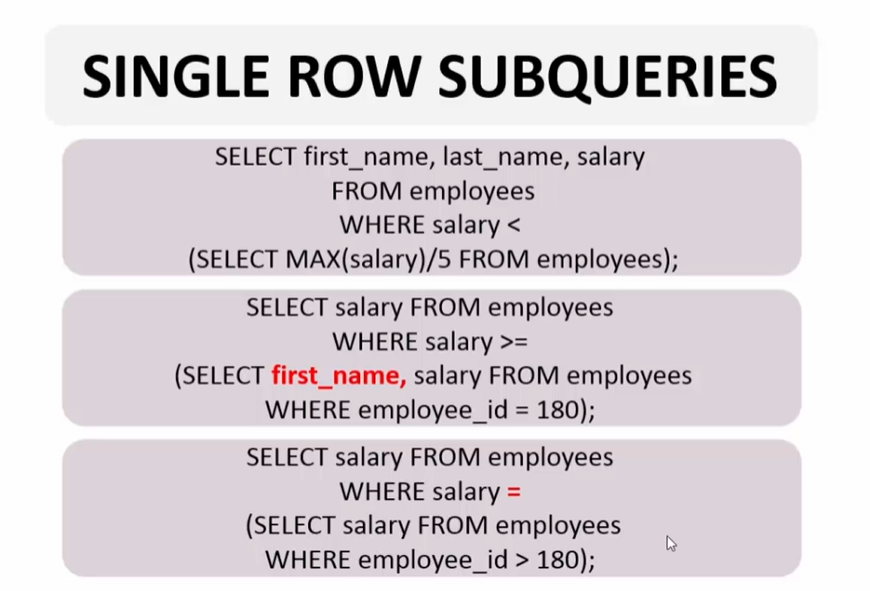 SINGLE ROW SUBQUERIES
SELECT first_name, last_name, salary
FROM employees
WHERE salary <
(SELECT MAX(salary)/5 FROM employees);
SELECT salary FROM employees
WHERE salary >=
(SELECT first_name, salary FROM employees
WHERE employee_id = 180);
SELECT salary FROM employees
WHERE salary =
(SELECT salary FROM employees
WHERE employee_id > 180);